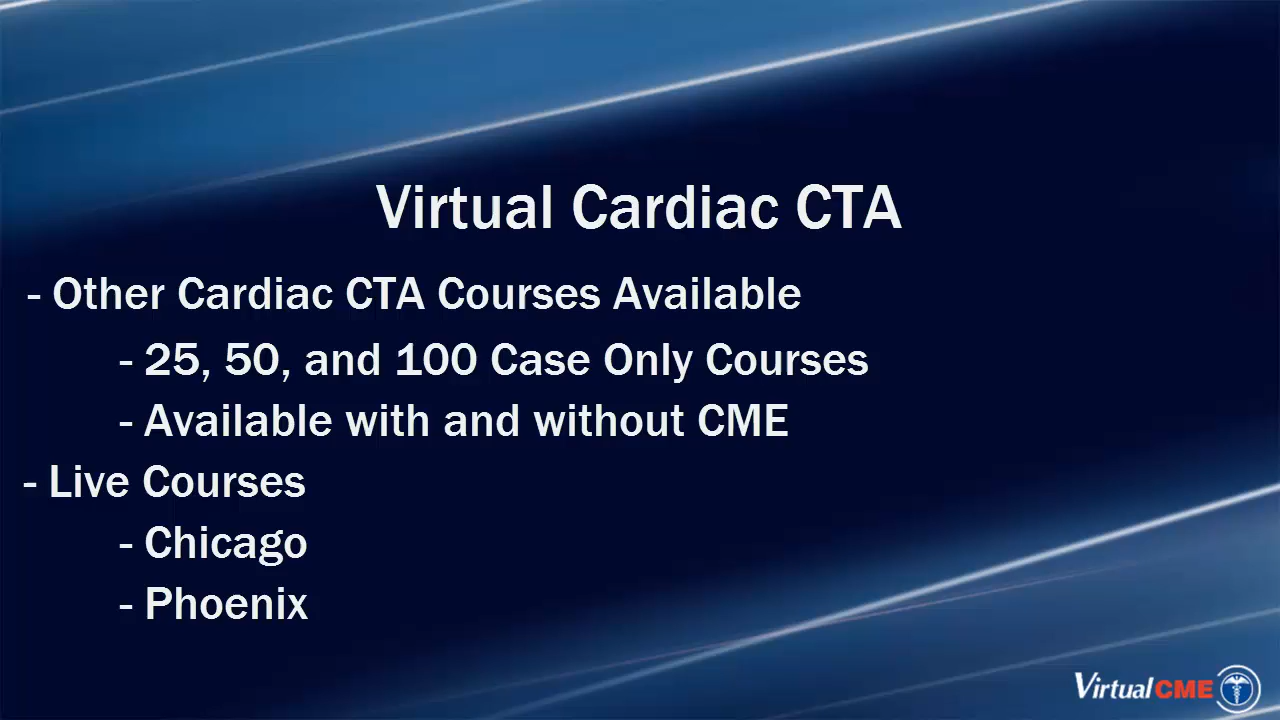 Virtual Cardiac CTA
- Other Cardiac CTA Courses Available
- 25, 50, and 100 Case Only Courses
- Available with and without CME
- Live Courses
- Chicago
- Phoenix
VirtualCME